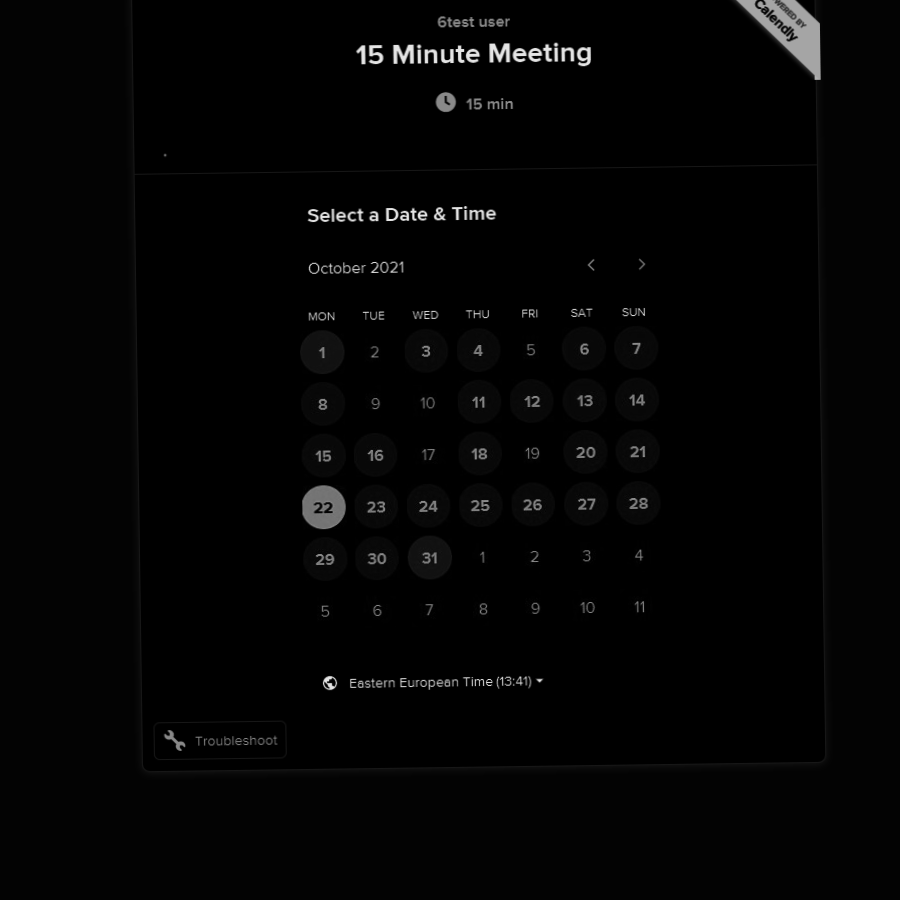 6test user
15 Minute Meeting
15 min
POWERED BY
Calendly
Select a Date & Time
October 2021
MON TUE WED THU FRI SAT SUN
1 2 3 4 5 6 7
8 9 10 11 12 13 14
15 16 17 18 19 20 21
22 23 24 25 26 27 28
29 30 31 1 2 3 4
5 6 7 8 9 10 11
Eastern European Time (13:41)
Troubleshoot